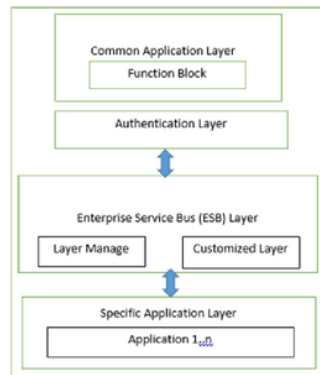 Common Application Layer
Function Block
Authentication Layer
Enterprise Service Bus (ESB) Layer
Layer Manage
Customized Layer
Specific Application Layer
Application 1..n